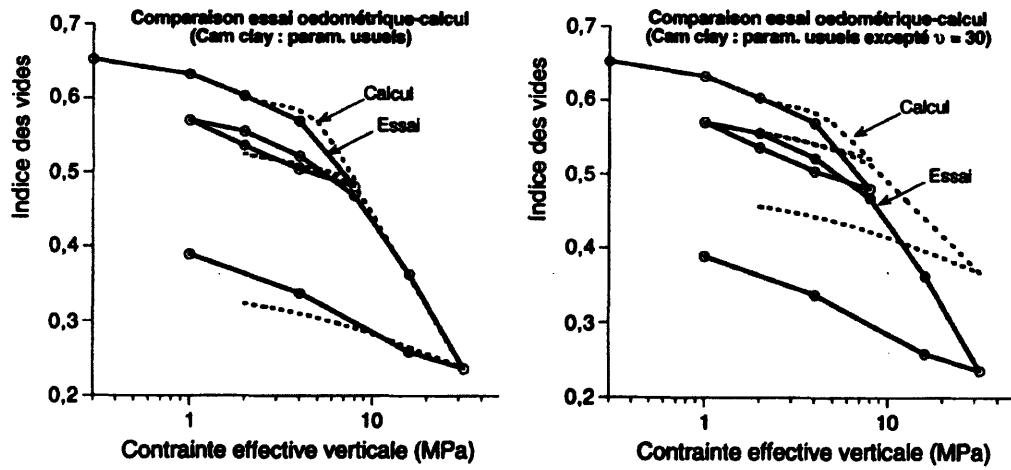 Comparaison essai oedométrique-calcul
(Cam clay : param. usuels)
0,7
0,6
0,5
0,4
0,3
0,2
Indice des vides
Calcul
Essai
1
10
Contrainte effective verticale (MPa)
Comparaison essai oedométrique-calcul
(Cam clay : param. usuels excepté υ = 30)
0,7
0,6
0,5
0,4
0,3
0,2
Indice des vides
Calcul
Essai
1
10
Contrainte effective verticale (MPa)